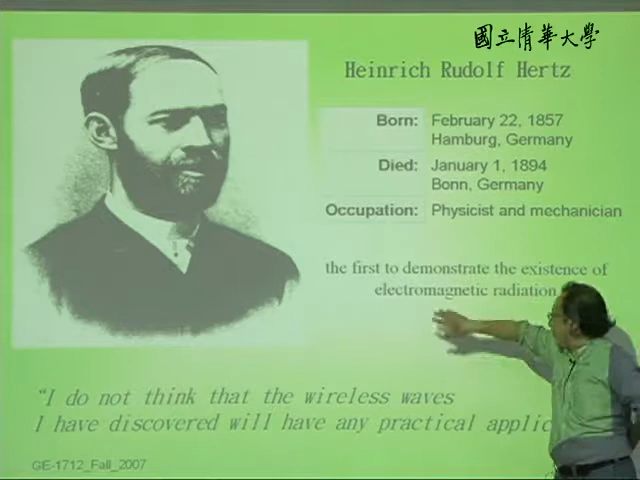 國立清華大學
Heinrich Rudolf Hertz
Born: February 22, 1857
Hamburg, Germany
Died: January 1, 1894
Bonn, Germany
Occupation: Physicist and mechanician
the first to demonstrate the existence of
electromagnetic radiation
“I do not think that the wireless waves
I have discovered will have any practical applic
GE-1712_Fall_2007